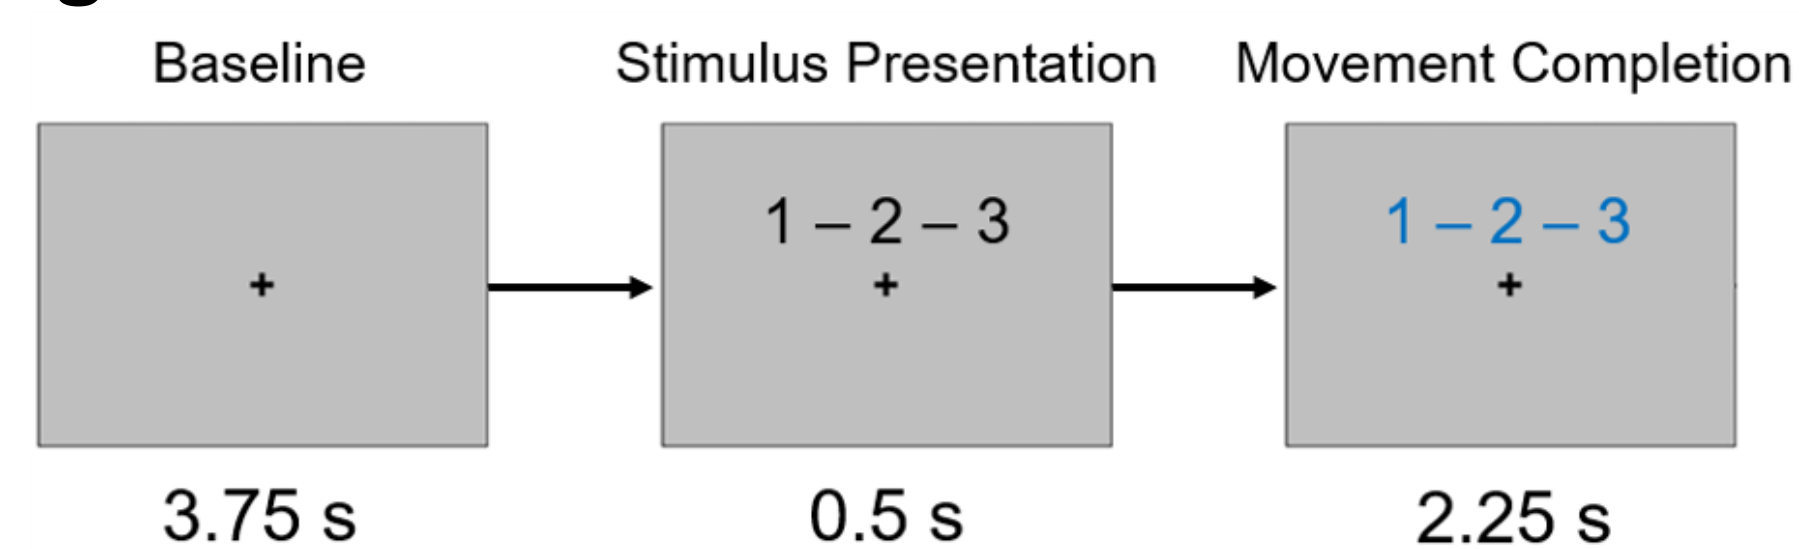 Baseline
Stimulus Presentation
Movement Completion
+
1 – 2 – 3
+
1 – 2 – 3
+
3.75 s
0.5 s
2.25 s